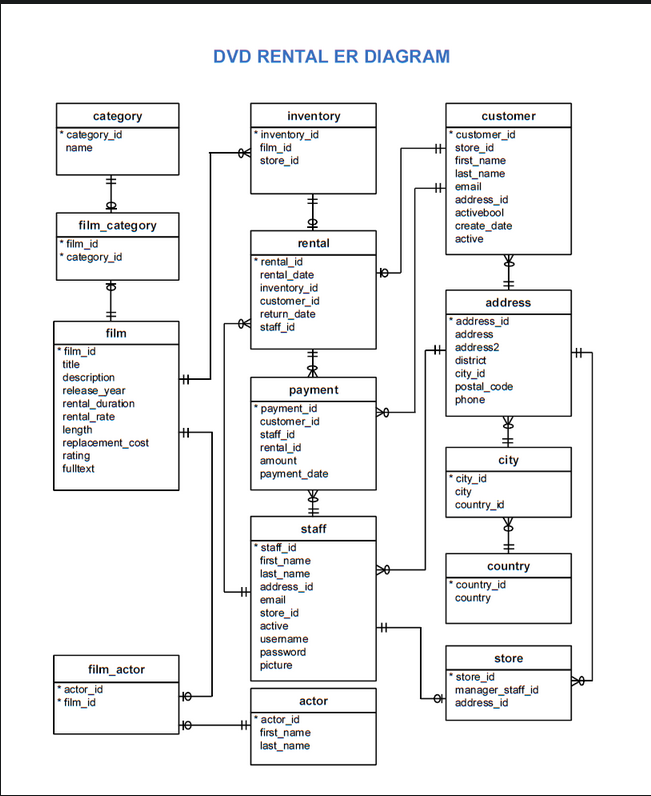 DVD RENTAL ER DIAGRAM
category
* category_id
name
film_category
* film_id
* category_id
film
* film_id
title
description
release_year
rental_duration
rental_rate
length
replacement_cost
rating
fulltext
film_actor
* actor_id
* film_id
inventory
* inventory_id
film_id
store_id
rental
* rental_id
rental_date
inventory_id
customer_id
return_date
staff_id
payment
* payment_id
customer_id
staff_id
rental_id
amount
payment_date
staff
* staff_id
first_name
last_name
address_id
email
store_id
active
username
password
picture
actor
* actor_id
first_name
last_name
customer
* customer_id
store_id
first_name
last_name
email
address_id
activebool
create_date
active
address
* address_id
address
address2
district
city_id
postal_code
phone
city
* city_id
city
country_id
country
* country_id
country
store
* store_id
manager_staff_id
address_id